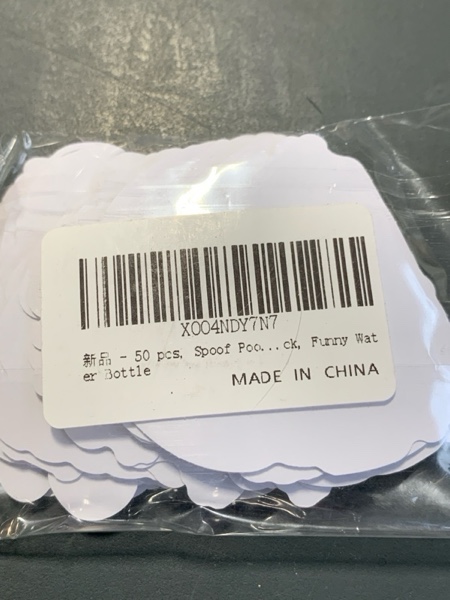 X004NDY7N7
新品 - 50 pcs, Spoof Poo...ck, Funny Wat
er Bottle
MADE IN CHINA